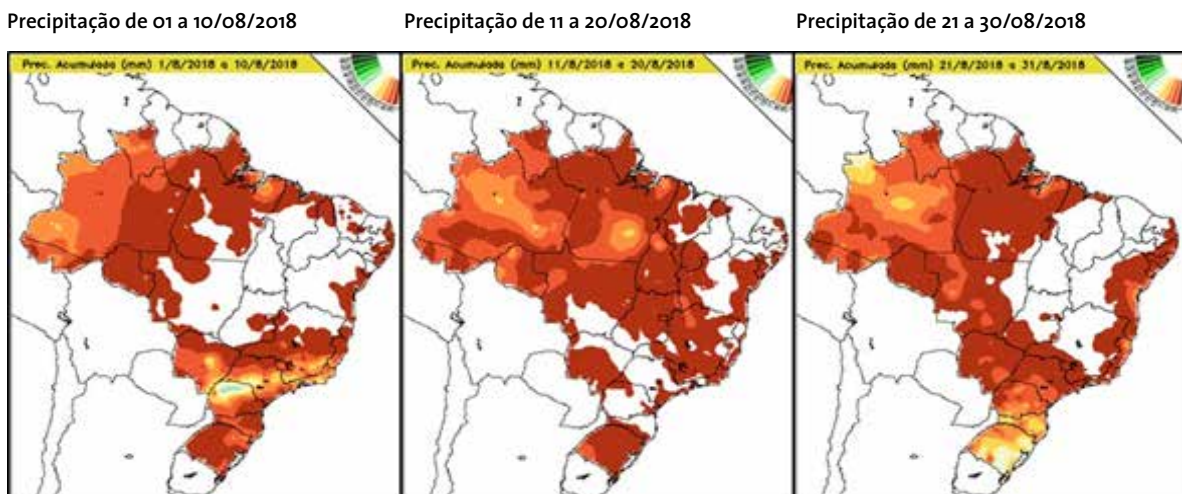 Precipitação de 01 a 10/08/2018
Precipitação de 11 a 20/08/2018
Precipitação de 21 a 30/08/2018
Prec. Acumulada (mm) 1/8/2018 a 10/8/2018
Prec. Acumulada (mm) 11/8/2018 a 20/8/2018
Prec. Acumulada (mm) 21/8/2018 a 31/8/2018